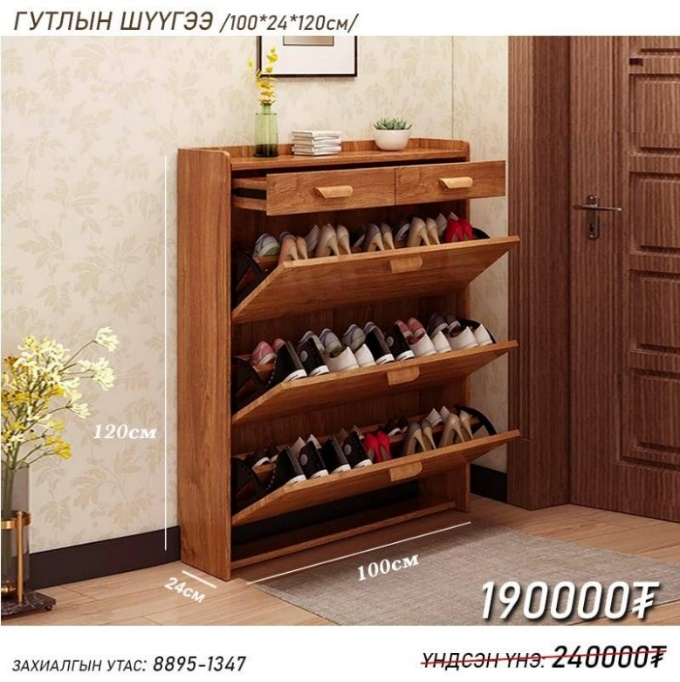 ГУТЛЫН ШҮҮГЭЭ /100*24*120см/
120см
100см
24см
190000₮
ЗАХИАЛГЫН УТАС: 8895-1347
ҮНДСЭН ҮНЭ: 240000₮